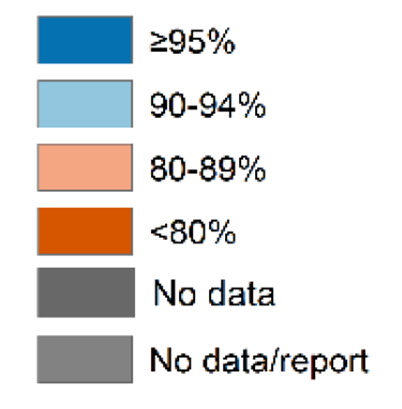 ≥95%
90-94%
80-89%
<80%
No data
No data/report